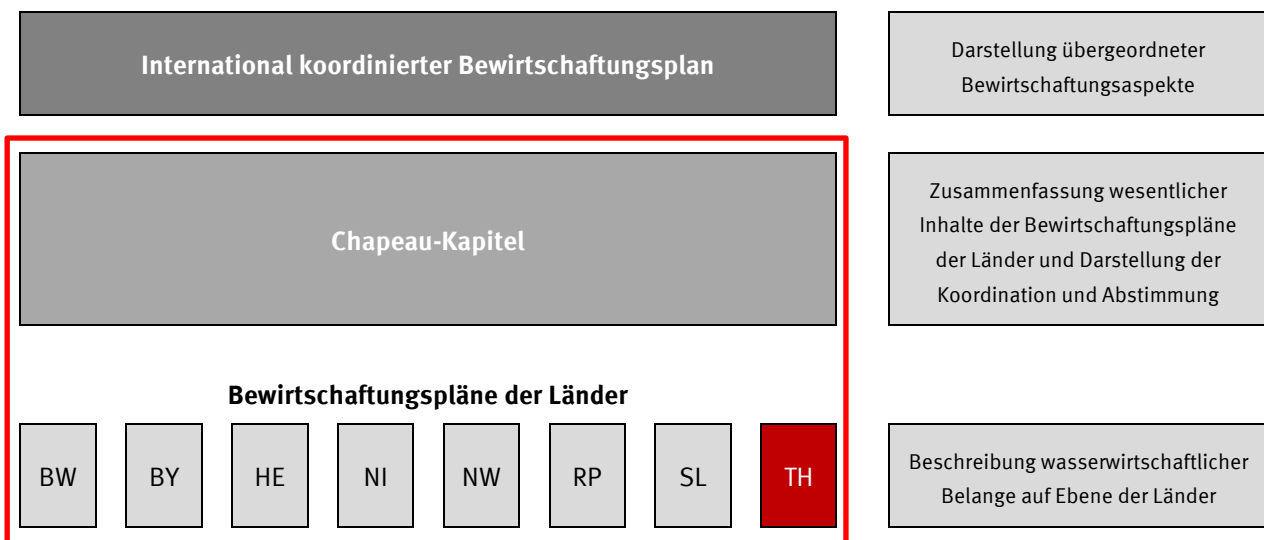 International koordinierter Bewirtschaftungsplan
Darstellung übergeordneter
Bewirtschaftungsaspekte
Chapeau-Kapitel
Zusammenfassung wesentlicher
Inhalte der Bewirtschaftungspläne
der Länder und Darstellung der
Koordination und Abstimmung
Bewirtschaftungspläne der Länder
BW BY HE NI NW RP SL TH
Beschreibung wasserwirtschaftlicher
Belange auf Ebene der Länder